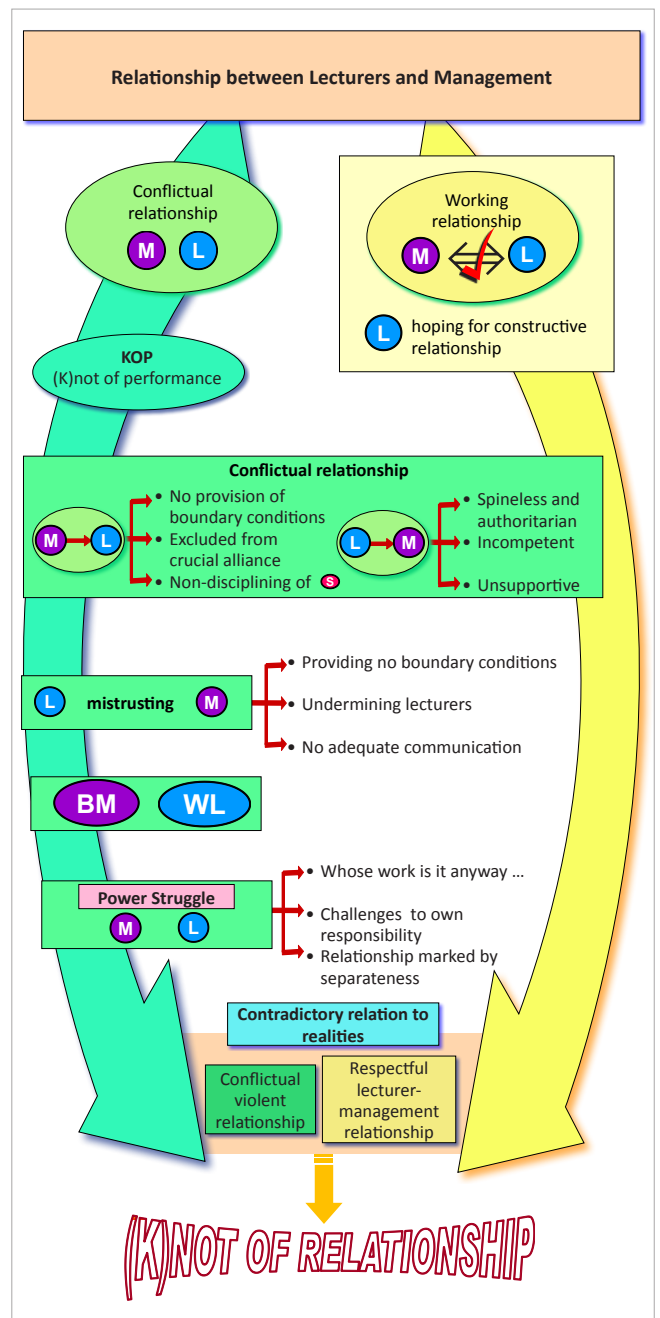 Relationship between Lecturers and Management
Conflictual
relationship
M L
Working
relationship
M L
L hoping for constructive
relationship
KOP
(K)not of performance
Conflictual relationship
M L
• No provision of
boundary conditions
• Excluded from
crucial alliance
• Non-disciplining of S
L M
• Spineless and
authoritarian
• Incompetent
• Unsupportive
L mistrusting M
• Providing no boundary conditions
• Undermining lecturers
• No adequate communication
BM WL
Power Struggle
M L
• Whose work is it anyway ...
• Challenges to own
responsibility
• Relationship marked by
separateness
Contradictory relation to
realities
Conflictual
violent
relationship
Respectful
lecturer-
management
relationship
(K)NOT OF RELATIONSHIP